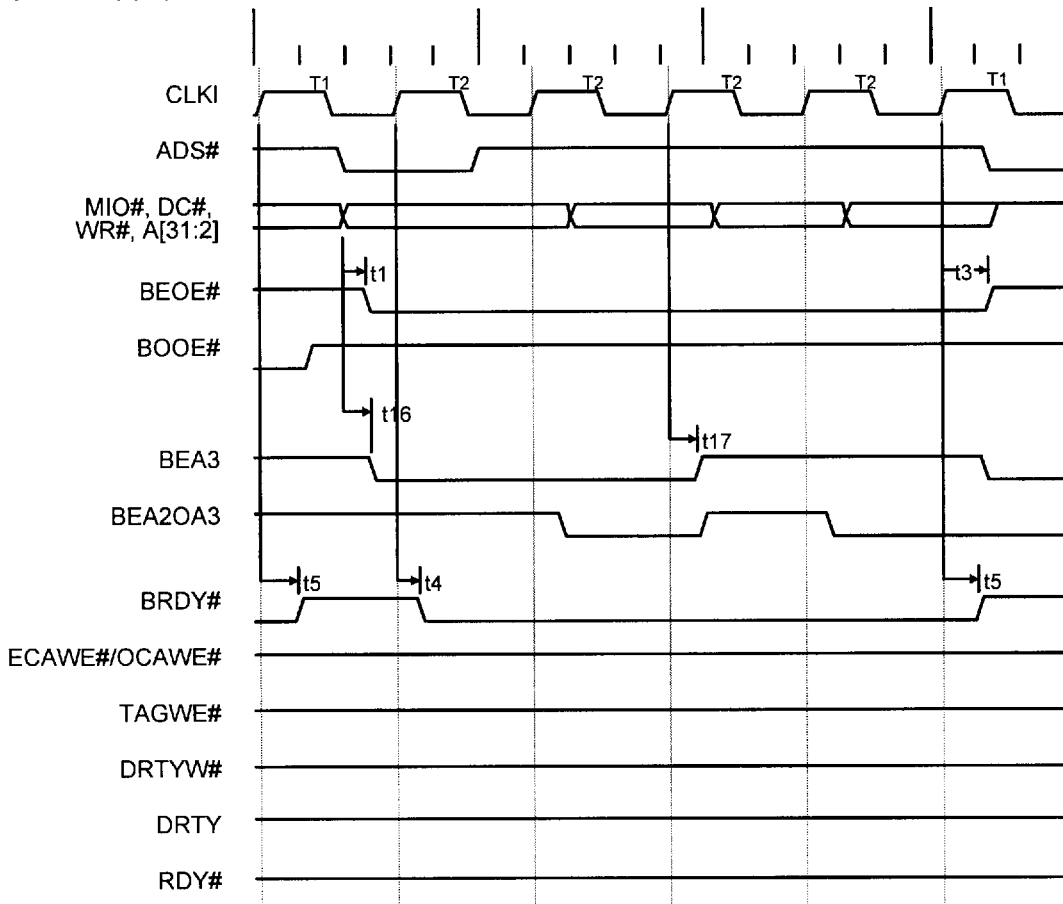 T1 T2 T2 T2 T2 T1
CLKI
ADS#
MIO#, DC#,
WR#, A[31:2]
t1 t3
BEOE#
BOOE#
t16
t17
BEA3
BEA2OA3
t5 t4 t5
BRDY#
ECAWE#/OCAWE#
TAGWE#
DRTYW#
DRTY
RDY#